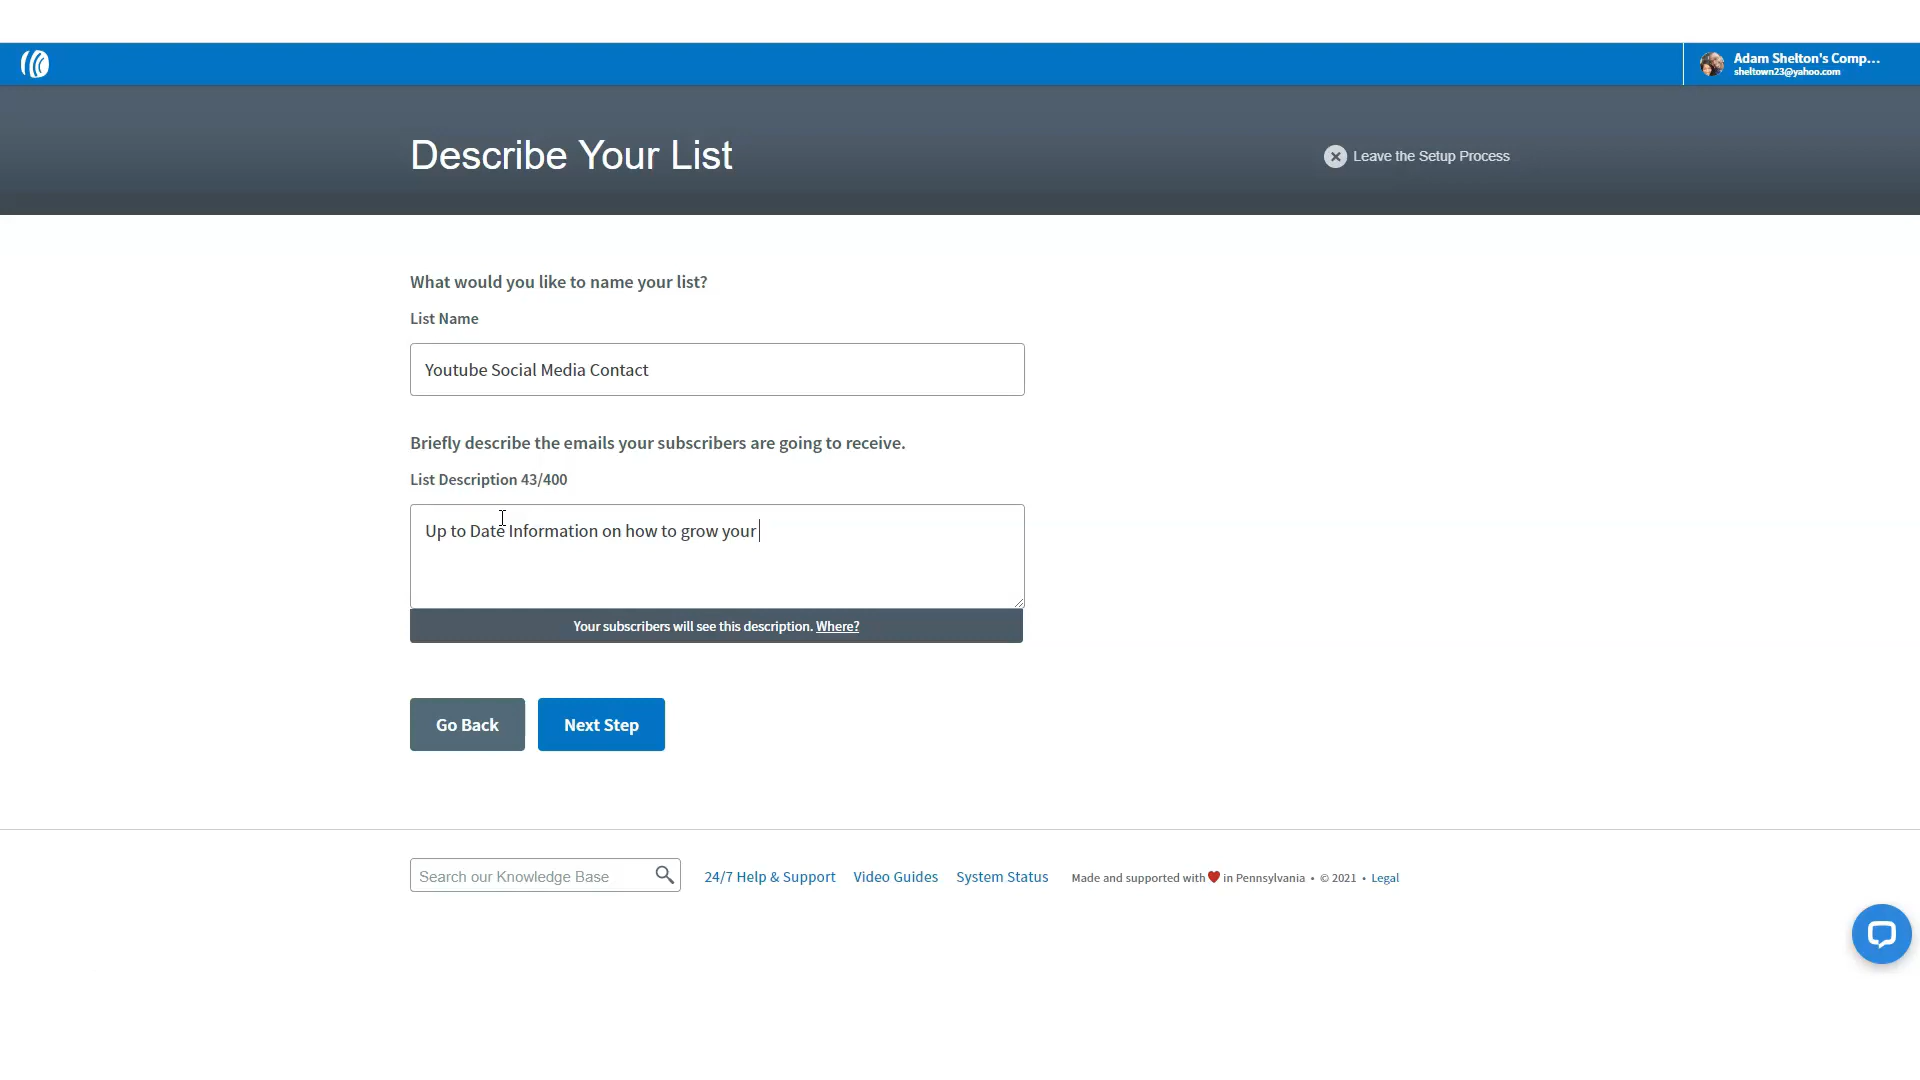 Adam Shelton's Comp...
sheltown23@yahoo.com
Describe Your List
Leave the Setup Process
What would you like to name your list?
List Name
Youtube Social Media Contact
Briefly describe the emails your subscribers are going to receive.
List Description 43/400
Up to Date Information on how to grow your
Your subscribers will see this description. Where?
Go Back
Next Step
Search our Knowledge Base
24/7 Help & Support
Video Guides
System Status
Made and supported with ❤ in Pennsylvania • © 2021 • Legal